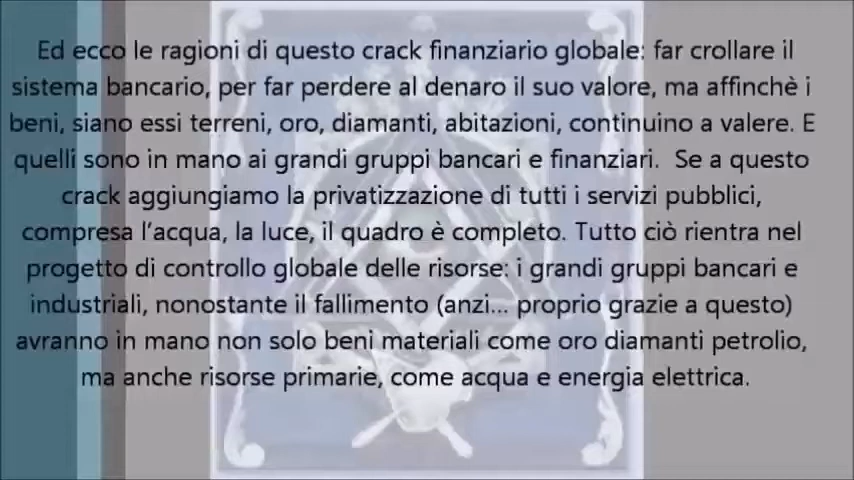 Ed ecco le ragioni di questo crack finanziario globale: far crollare il
sistema bancario, per far perdere al denaro il suo valore, ma affinchè i
beni, siano essi terreni, oro, diamanti, abitazioni, continuino a valere. E
quelli sono in mano ai grandi gruppi bancari e finanziari. Se a questo
crack aggiungiamo la privatizzazione di tutti i servizi pubblici,
compresa l'acqua, la luce, il quadro è completo. Tutto ciò rientra nel
progetto di controllo globale delle risorse: i grandi gruppi bancari e
industriali, nonostante il fallimento (anzi... proprio grazie a questo)
avranno in mano non solo beni materiali come oro diamanti petrolio,
ma anche risorse primarie, come acqua e energia elettrica.